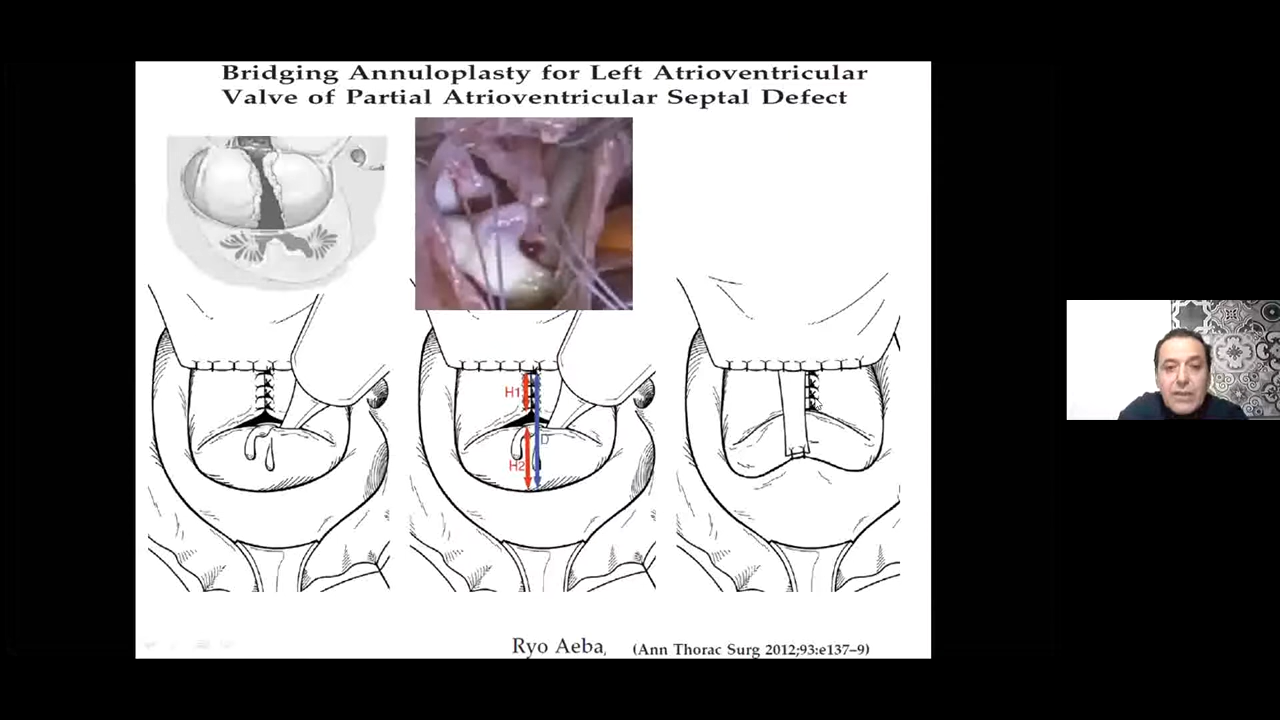 Bridging Annuloplasty for Left Atrioventricular
Valve of Partial Atrioventricular Septal Defect
H1
D
H2
Ryo Aeba, (Ann Thorac Surg 2012;93:e137–9)